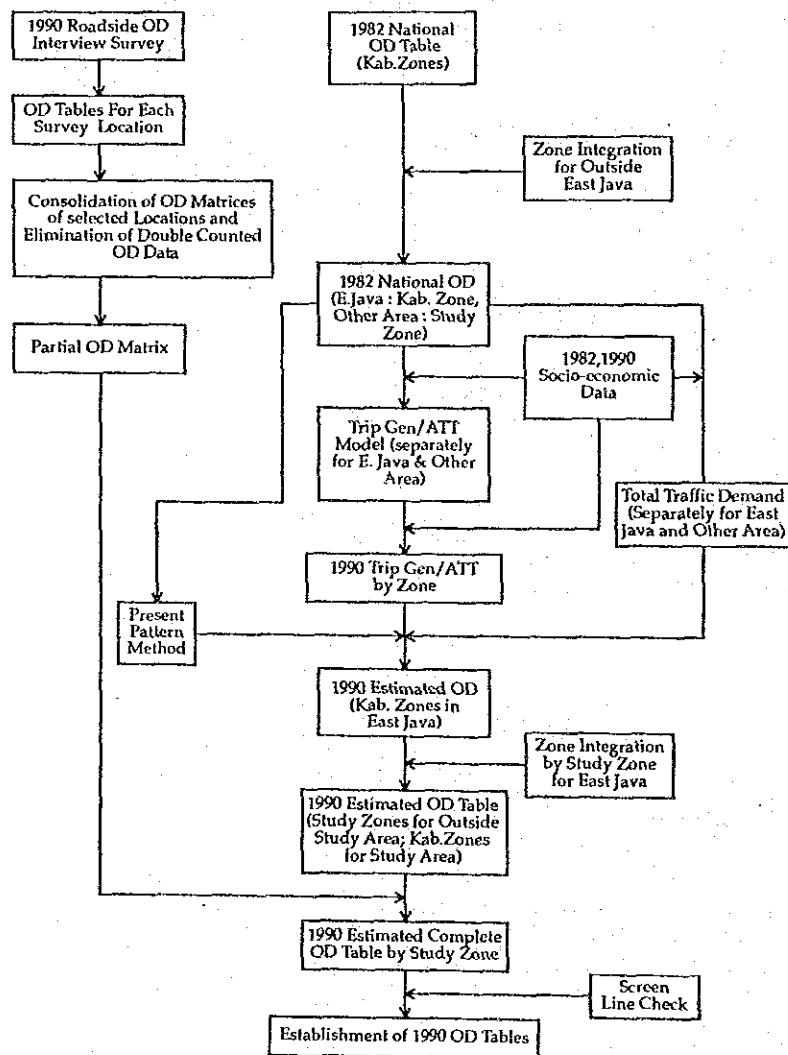 1990 Roadside OD
Interview Survey
OD Tables For Each
Survey Location
Consolidation of OD Matrices
of selected Locations and
Elimination of Double Counted
OD Data
Partial OD Matrix
1982 National
OD Table
(Kab.Zones)
Zone Integration
for Outside
East Java
1982 National OD
(E.Java : Kab. Zone,
Other Area : Study
Zone)
1982,1990
Socio-economic
Data
Trip Gen/ATT
Model (separately
for E. Java & Other
Area)
Total Traffic Demand
(Separately for East
Java and Other Area)
1990 Trip Gen/ATT
by Zone
Present
Pattern
Method
1990 Estimated OD
(Kab. Zones in
East Java)
Zone Integration
by Study Zone
for East Java
1990 Estimated OD Table
(Study Zones for Outside
Study Area; Kab.Zones
for Study Area)
1990 Estimated Complete
OD Table by Study Zone
Screen
Line Check
Establishment of 1990 OD Tables